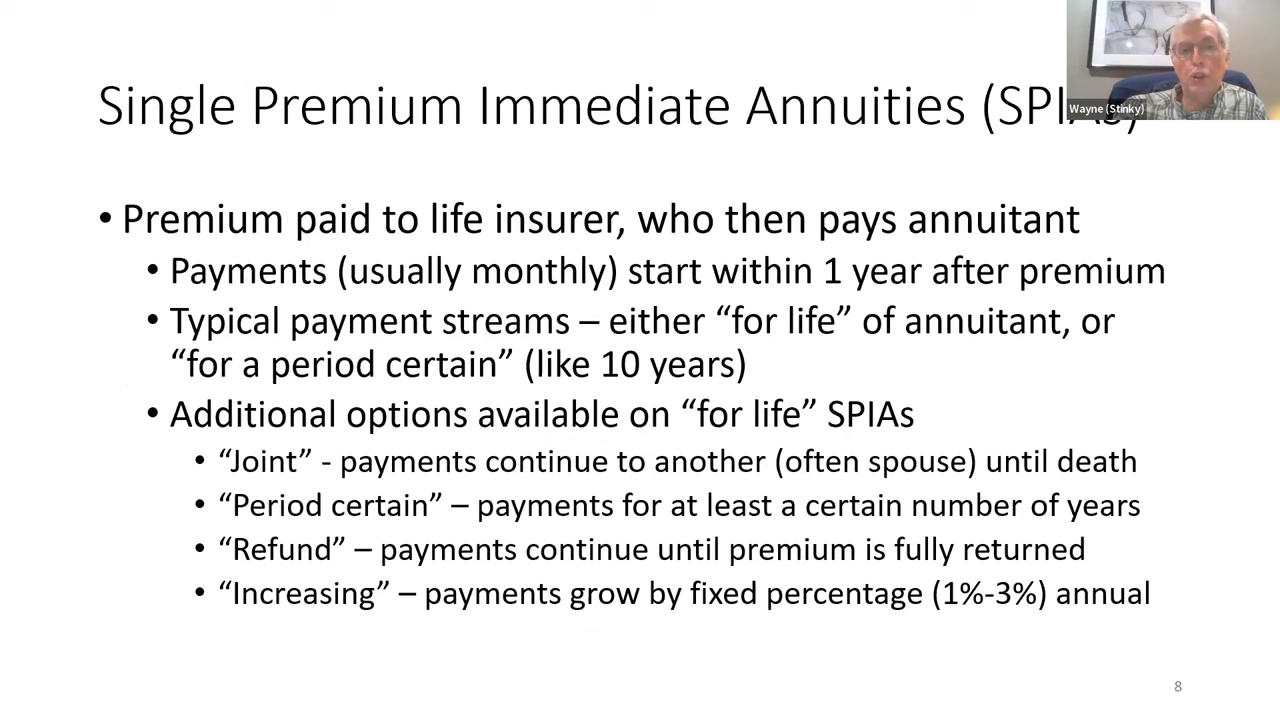 Single Premium Immediate Annuities (SPIAs)
Wayne (Stinky)
• Premium paid to life insurer, who then pays annuitant
• Payments (usually monthly) start within 1 year after premium
• Typical payment streams – either “for life” of annuitant, or
“for a period certain” (like 10 years)
• Additional options available on “for life” SPIAs
• “Joint” - payments continue to another (often spouse) until death
• “Period certain” – payments for at least a certain number of years
• “Refund” – payments continue until premium is fully returned
• “Increasing” – payments grow by fixed percentage (1%-3%) annual
8